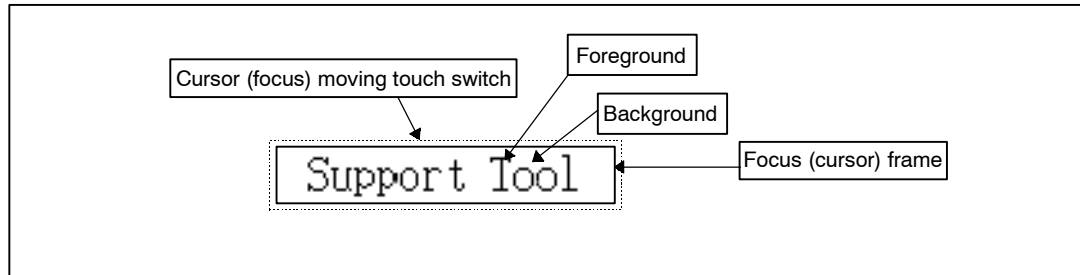 Foreground
Cursor (focus) moving touch switch
Background
Focus (cursor) frame
Support Tool